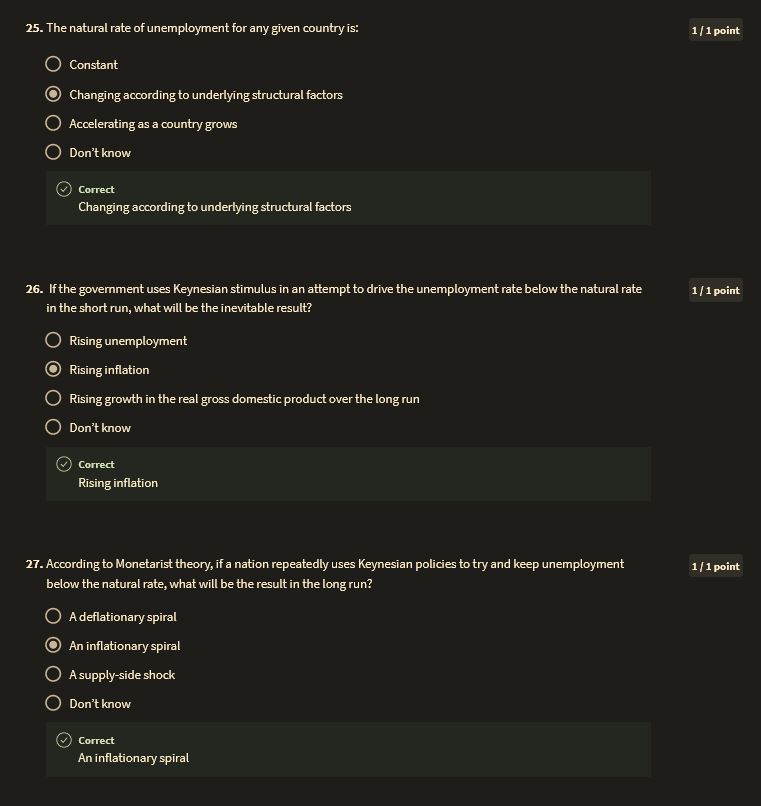 25. The natural rate of unemployment for any given country is:
1 / 1 point
Constant
Changing according to underlying structural factors
Accelerating as a country grows
Don't know
Correct
Changing according to underlying structural factors
26. If the government uses Keynesian stimulus in an attempt to drive the unemployment rate below the natural rate
in the short run, what will be the inevitable result?
1 / 1 point
Rising unemployment
Rising inflation
Rising growth in the real gross domestic product over the long run
Don't know
Correct
Rising inflation
27. According to Monetarist theory, if a nation repeatedly uses Keynesian policies to try and keep unemployment
below the natural rate, what will be the result in the long run?
1 / 1 point
A deflationary spiral
An inflationary spiral
A supply-side shock
Don't know
Correct
An inflationary spiral